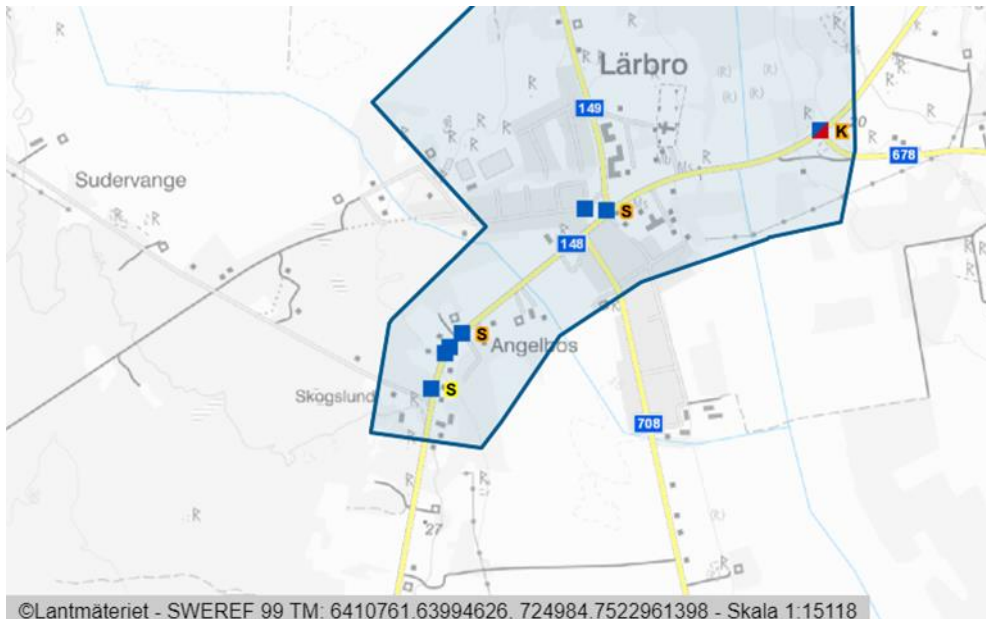 Lärbro
149
K
678
Sudervange
S
148
S
Angelbos
Skogslund
S
708
27
©Lantmäteriet - SWEREF 99 TM: 6410761.63994626, 724984.7522961398 - Skala 1:15118